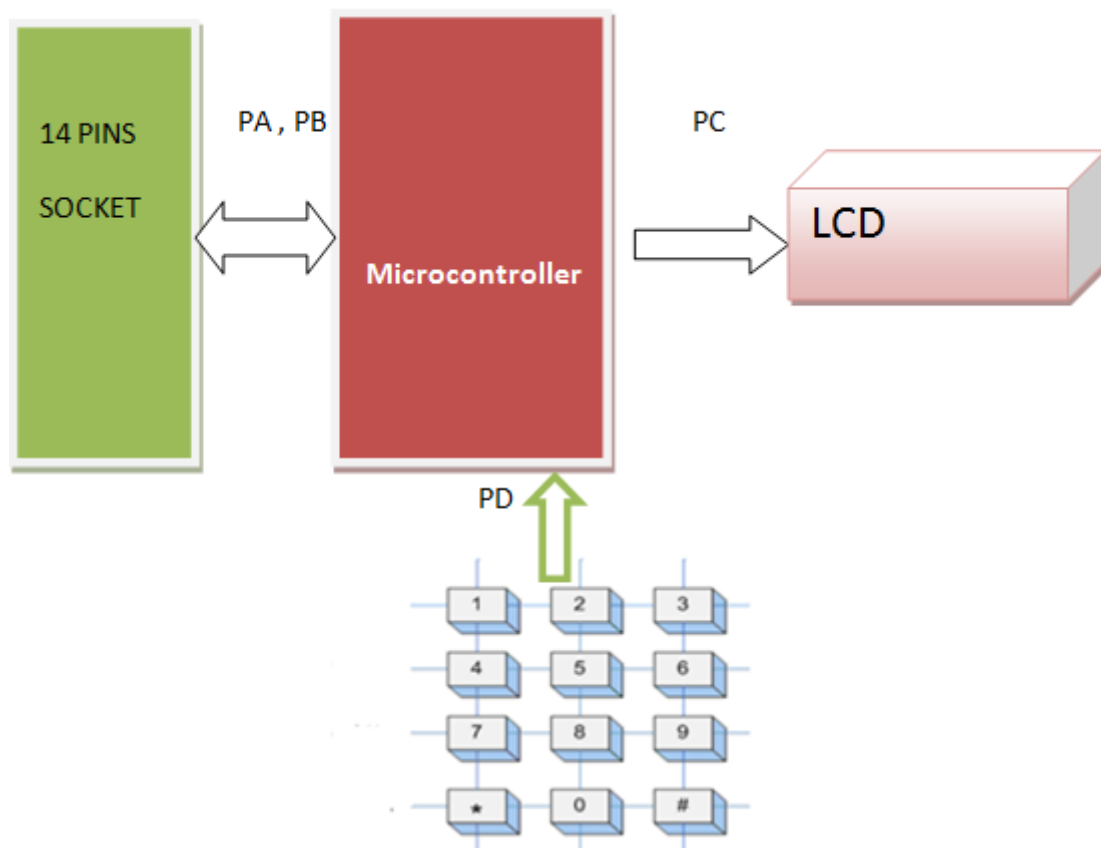 14 PINS
SOCKET
PA , PB
Microcontroller
PC
LCD
PD
1 2 3
4 5 6
7 8 9
* 0 #